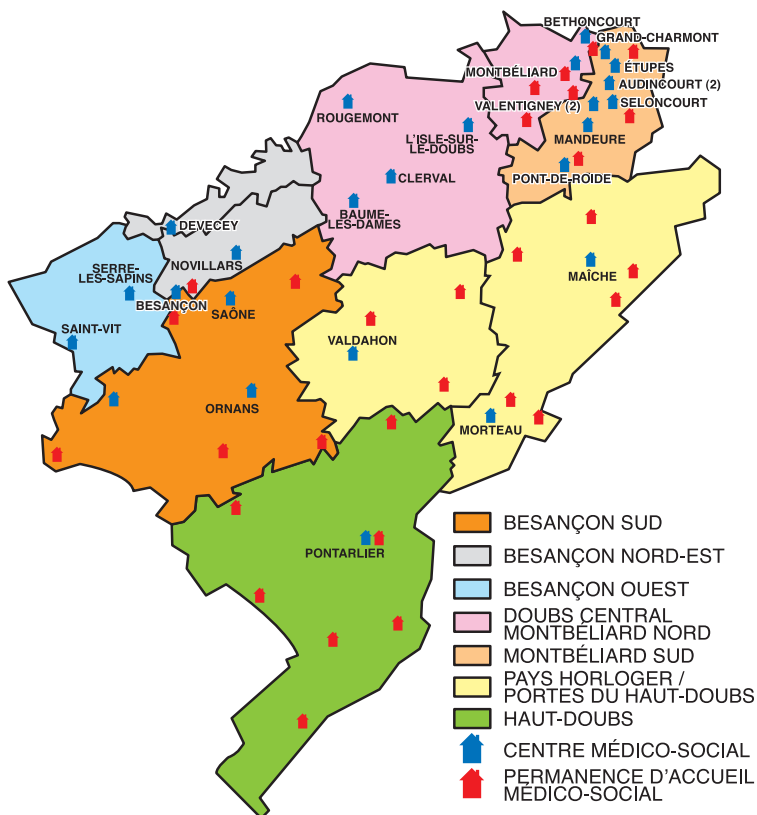 BETHONCOURT
GRAND-CHARMONT
MONTBÉLIARD
ÉTUPES
AUDINCOURT (2)
VALENTIGNEY (2)
SELONCOURT
ROUGEMONT
L'ISLE-SUR-
LE-DOUBS
MANDEURE
CLERVAL
PONT-DE-ROIDE
BAUME-
LES-DAMES
DEVECEY
NOVILLARS
SERRE-
LES-SAPINS
MAÎCHE
BESANÇON
SAÔNE
SAINT-VIT
VALDAHON
ORNANS
MORTEAU
PONTARLIER
BESANÇON SUD
BESANÇON NORD-EST
BESANÇON OUEST
DOUBS CENTRAL
MONTBÉLIARD NORD
MONTBÉLIARD SUD
PAYS HORLOGER /
PORTES DU HAUT-DOUBS
HAUT-DOUBS
CENTRE MÉDICO-SOCIAL
PERMANENCE D'ACCUEIL
MÉDICO-SOCIAL